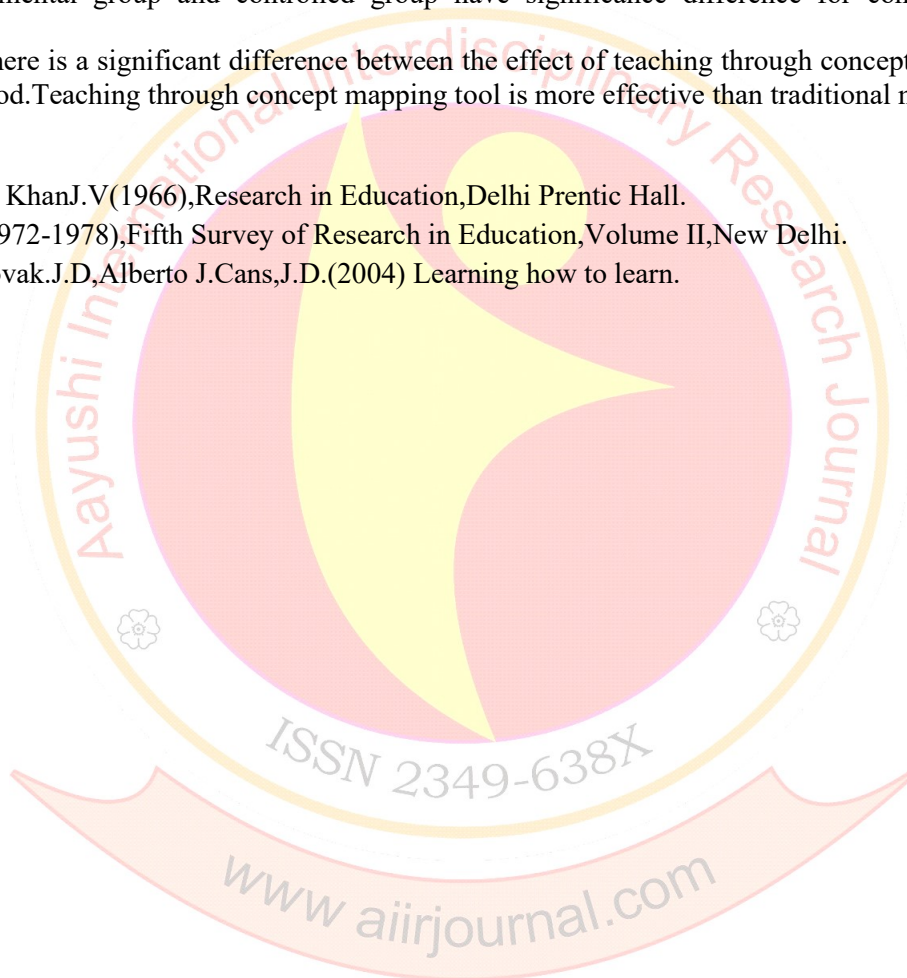 group and controlled group have significance difference for
here is a significant difference between the effect of teaching through concept
od.Teaching through concept mapping tool is more effective than traditional
KhanJ.V(1966),Research in Education,Delhi Prentic Hall.
972-1978),Fifth Survey of Research in Education,Volume II,New Delhi.
ovak.J.D,Alberto J.Cans,J.D.(2004) Learning how to learn.
Aayushi International Interdisciplinary Research Journal
ISSN 2349-638X
www aiirjournal.com